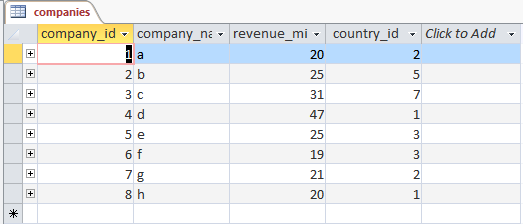 companies
company_id company_na revenue_mi country_id Click to Add
1 a 20 2
2 b 25 5
3 c 31 7
4 d 47 1
5 e 25 3
6 f 19 3
7 g 21 2
8 h 20 1